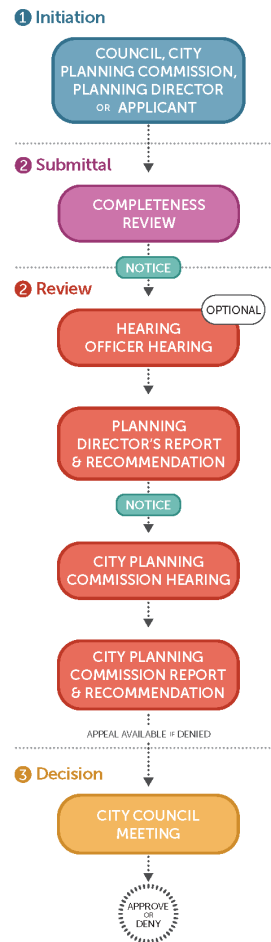 1 Initiation
COUNCIL, CITY
PLANNING COMMISSION,
PLANNING DIRECTOR
OR APPLICANT
2 Submittal
COMPLETENESS
REVIEW
NOTICE
2 Review
OPTIONAL
HEARING
OFFICER HEARING
PLANNING
DIRECTOR'S REPORT
& RECOMMENDATION
NOTICE
CITY PLANNING
COMMISSION HEARING
CITY PLANNING
COMMISSION REPORT
& RECOMMENDATION
APPEAL AVAILABLE IF DENIED
3 Decision
CITY COUNCIL
MEETING
APPROVE
OR
DENY